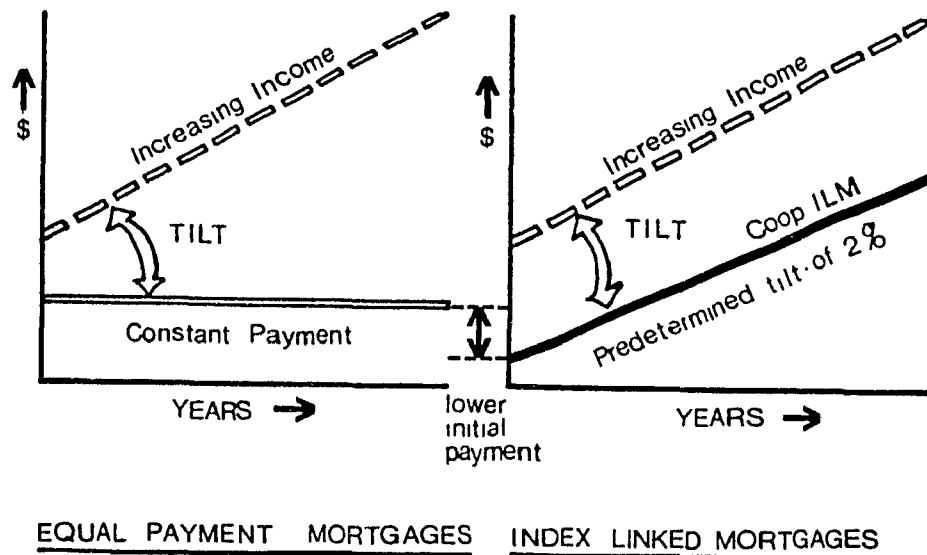 $
Increasing Income
TILT
Constant Payment
YEARS
lower
initial
payment
$
Increasing Income
TILT
Coop ILM
Predetermined tilt of 2%
YEARS
EQUAL PAYMENT MORTGAGES
INDEX LINKED MORTGAGES